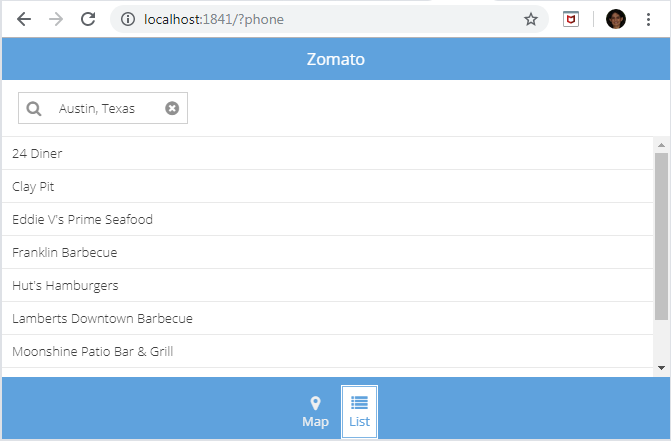 localhost:1841/?phone
Zomato
Austin, Texas
24 Diner
Clay Pit
Eddie V's Prime Seafood
Franklin Barbecue
Hut's Hamburgers
Lamberts Downtown Barbecue
Moonshine Patio Bar & Grill
Map
List